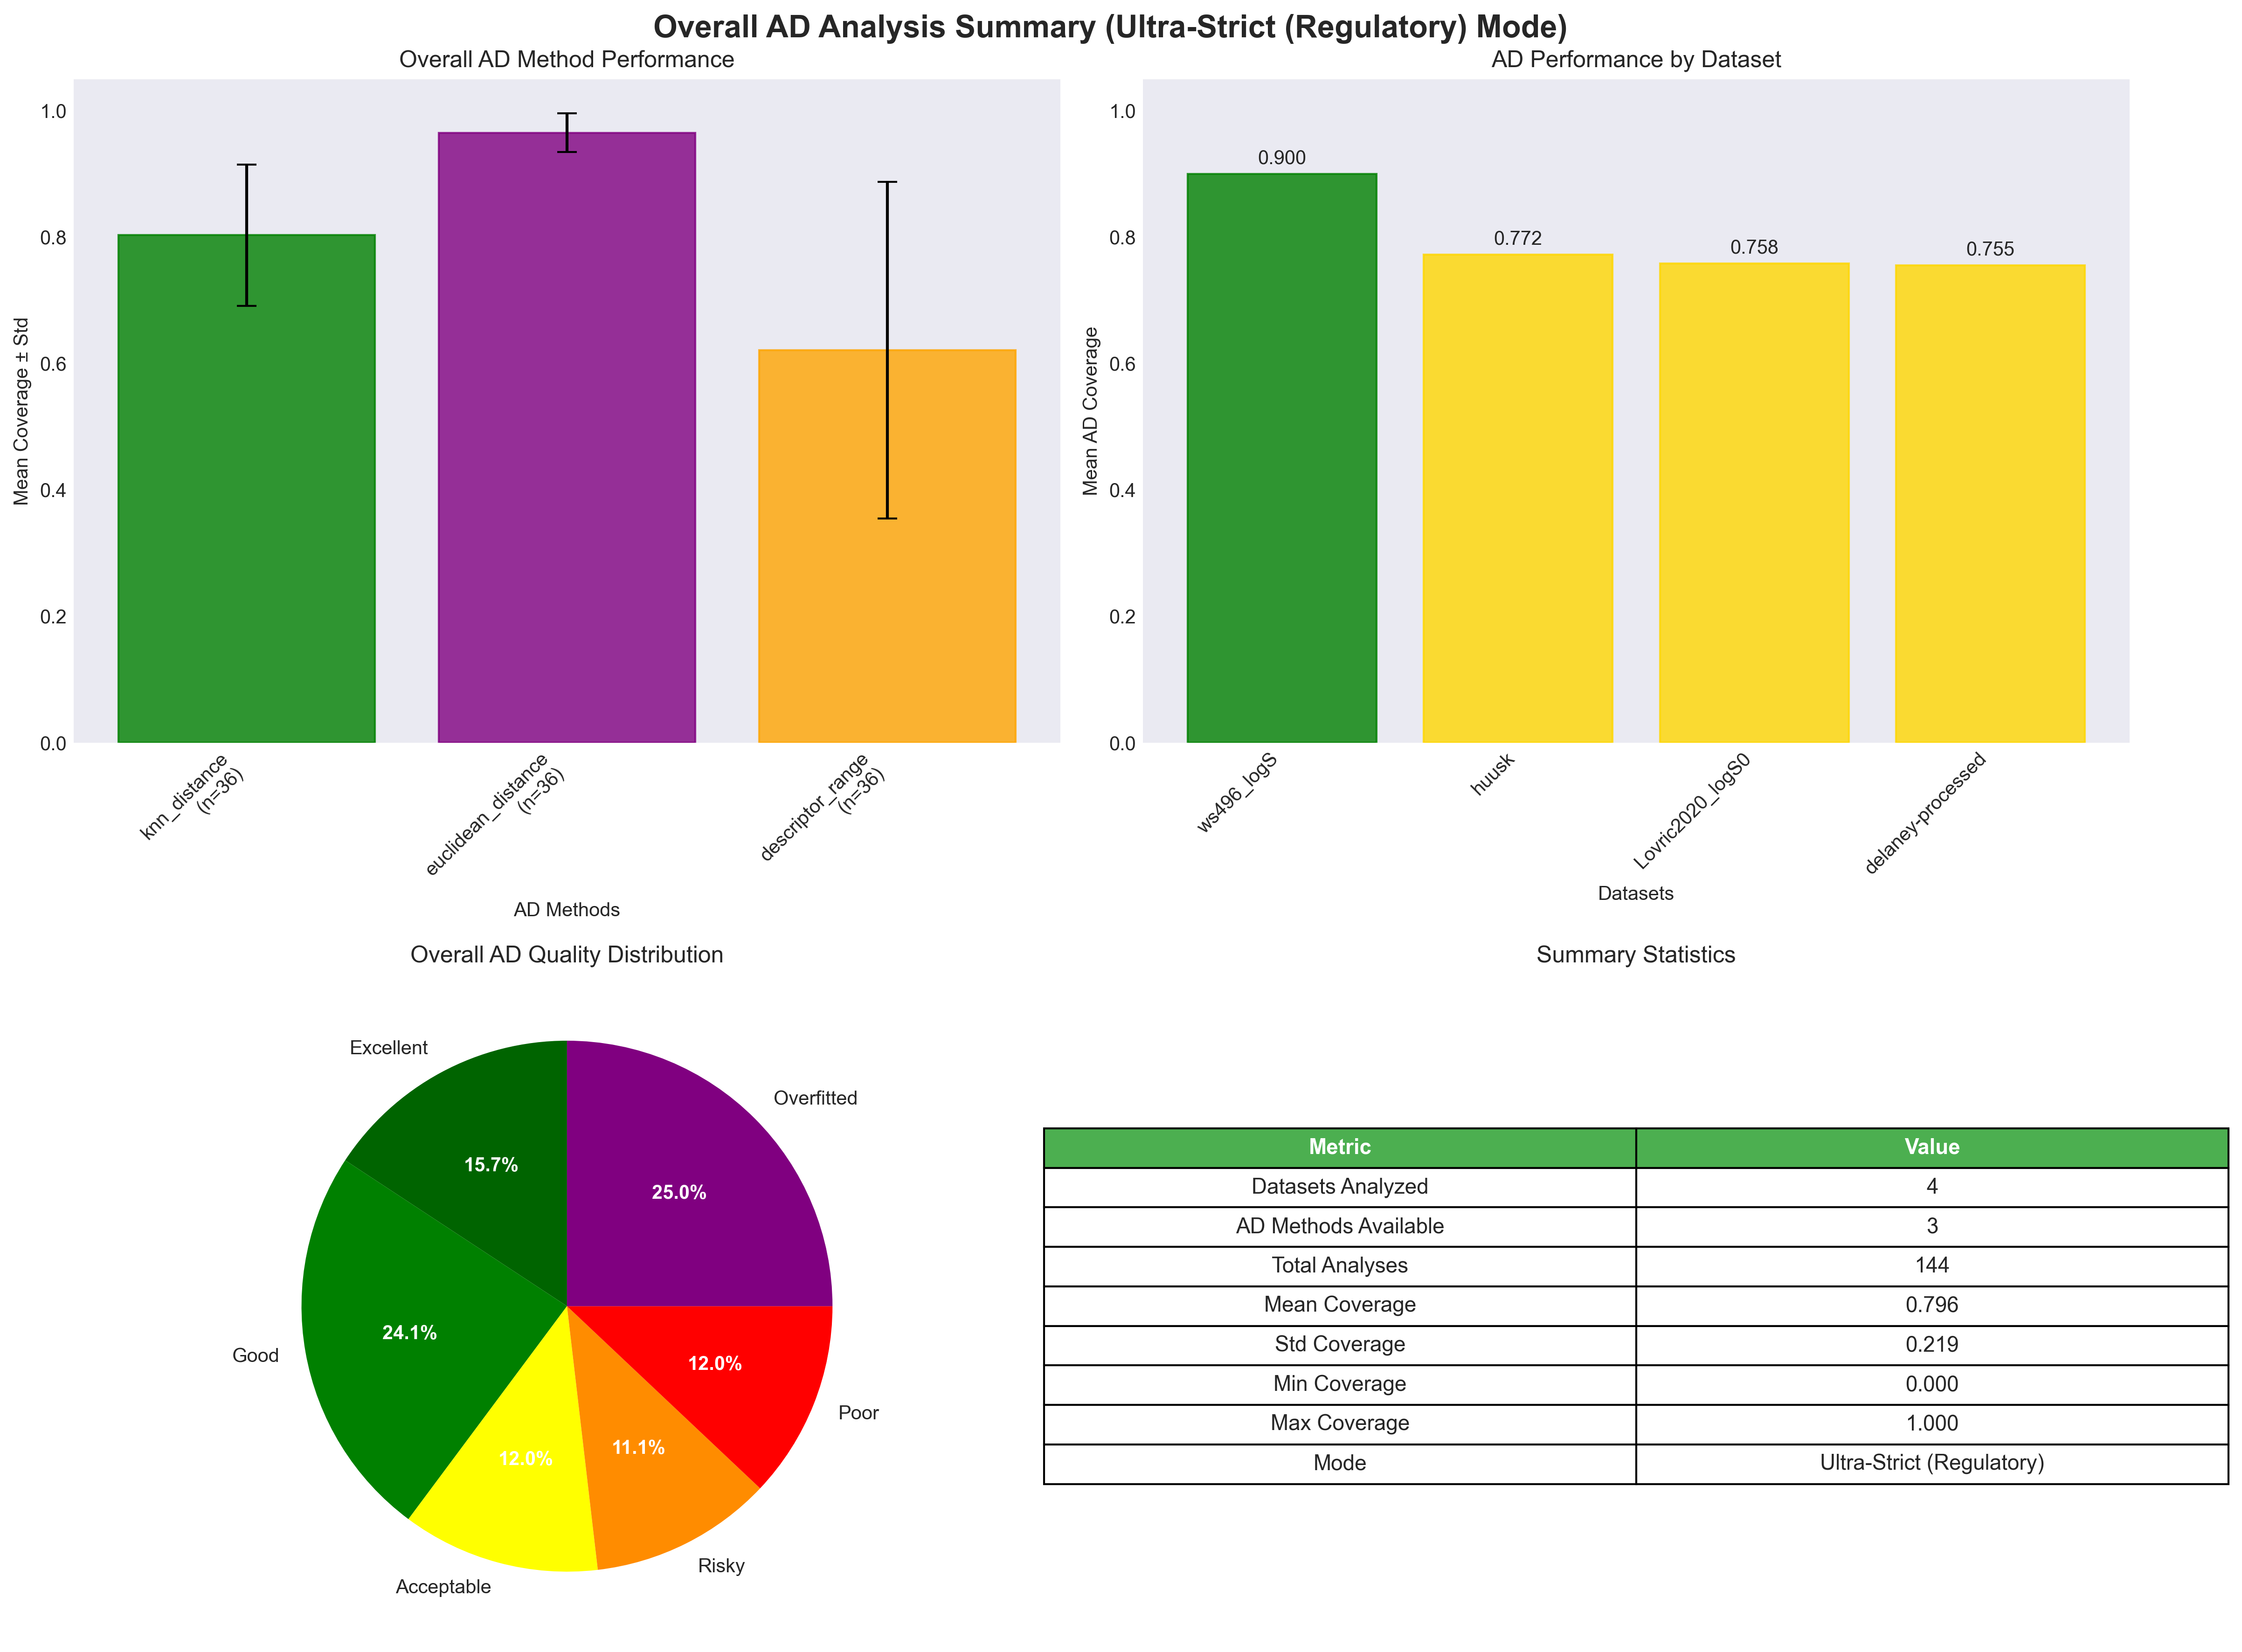 Overall AD Analysis Summary (Ultra-Strict (Regulatory) Mode)
Overall AD Method Performance
Mean Coverage ± Std
1.0
0.8
0.6
0.4
0.2
0.0
knn_distance
(n=36)
euclidean_distance
(n=36)
descriptor_range
(n=36)
AD Methods
AD Performance by Dataset
Mean AD Coverage
1.0
0.8
0.6
0.4
0.2
0.0
0.900
0.772
0.758
0.755
ws496_logS
huusk
Lovric2020_logS0
delaney-processed
Datasets
Overall AD Quality Distribution
Excellent
15.7%
Overfitted
25.0%
Good
24.1%
Poor
12.0%
Acceptable
12.0%
Risky
11.1%
Summary Statistics
Metric Value
Datasets Analyzed 4
AD Methods Available 3
Total Analyses 144
Mean Coverage 0.796
Std Coverage 0.219
Min Coverage 0.000
Max Coverage 1.000
Mode Ultra-Strict (Regulatory)